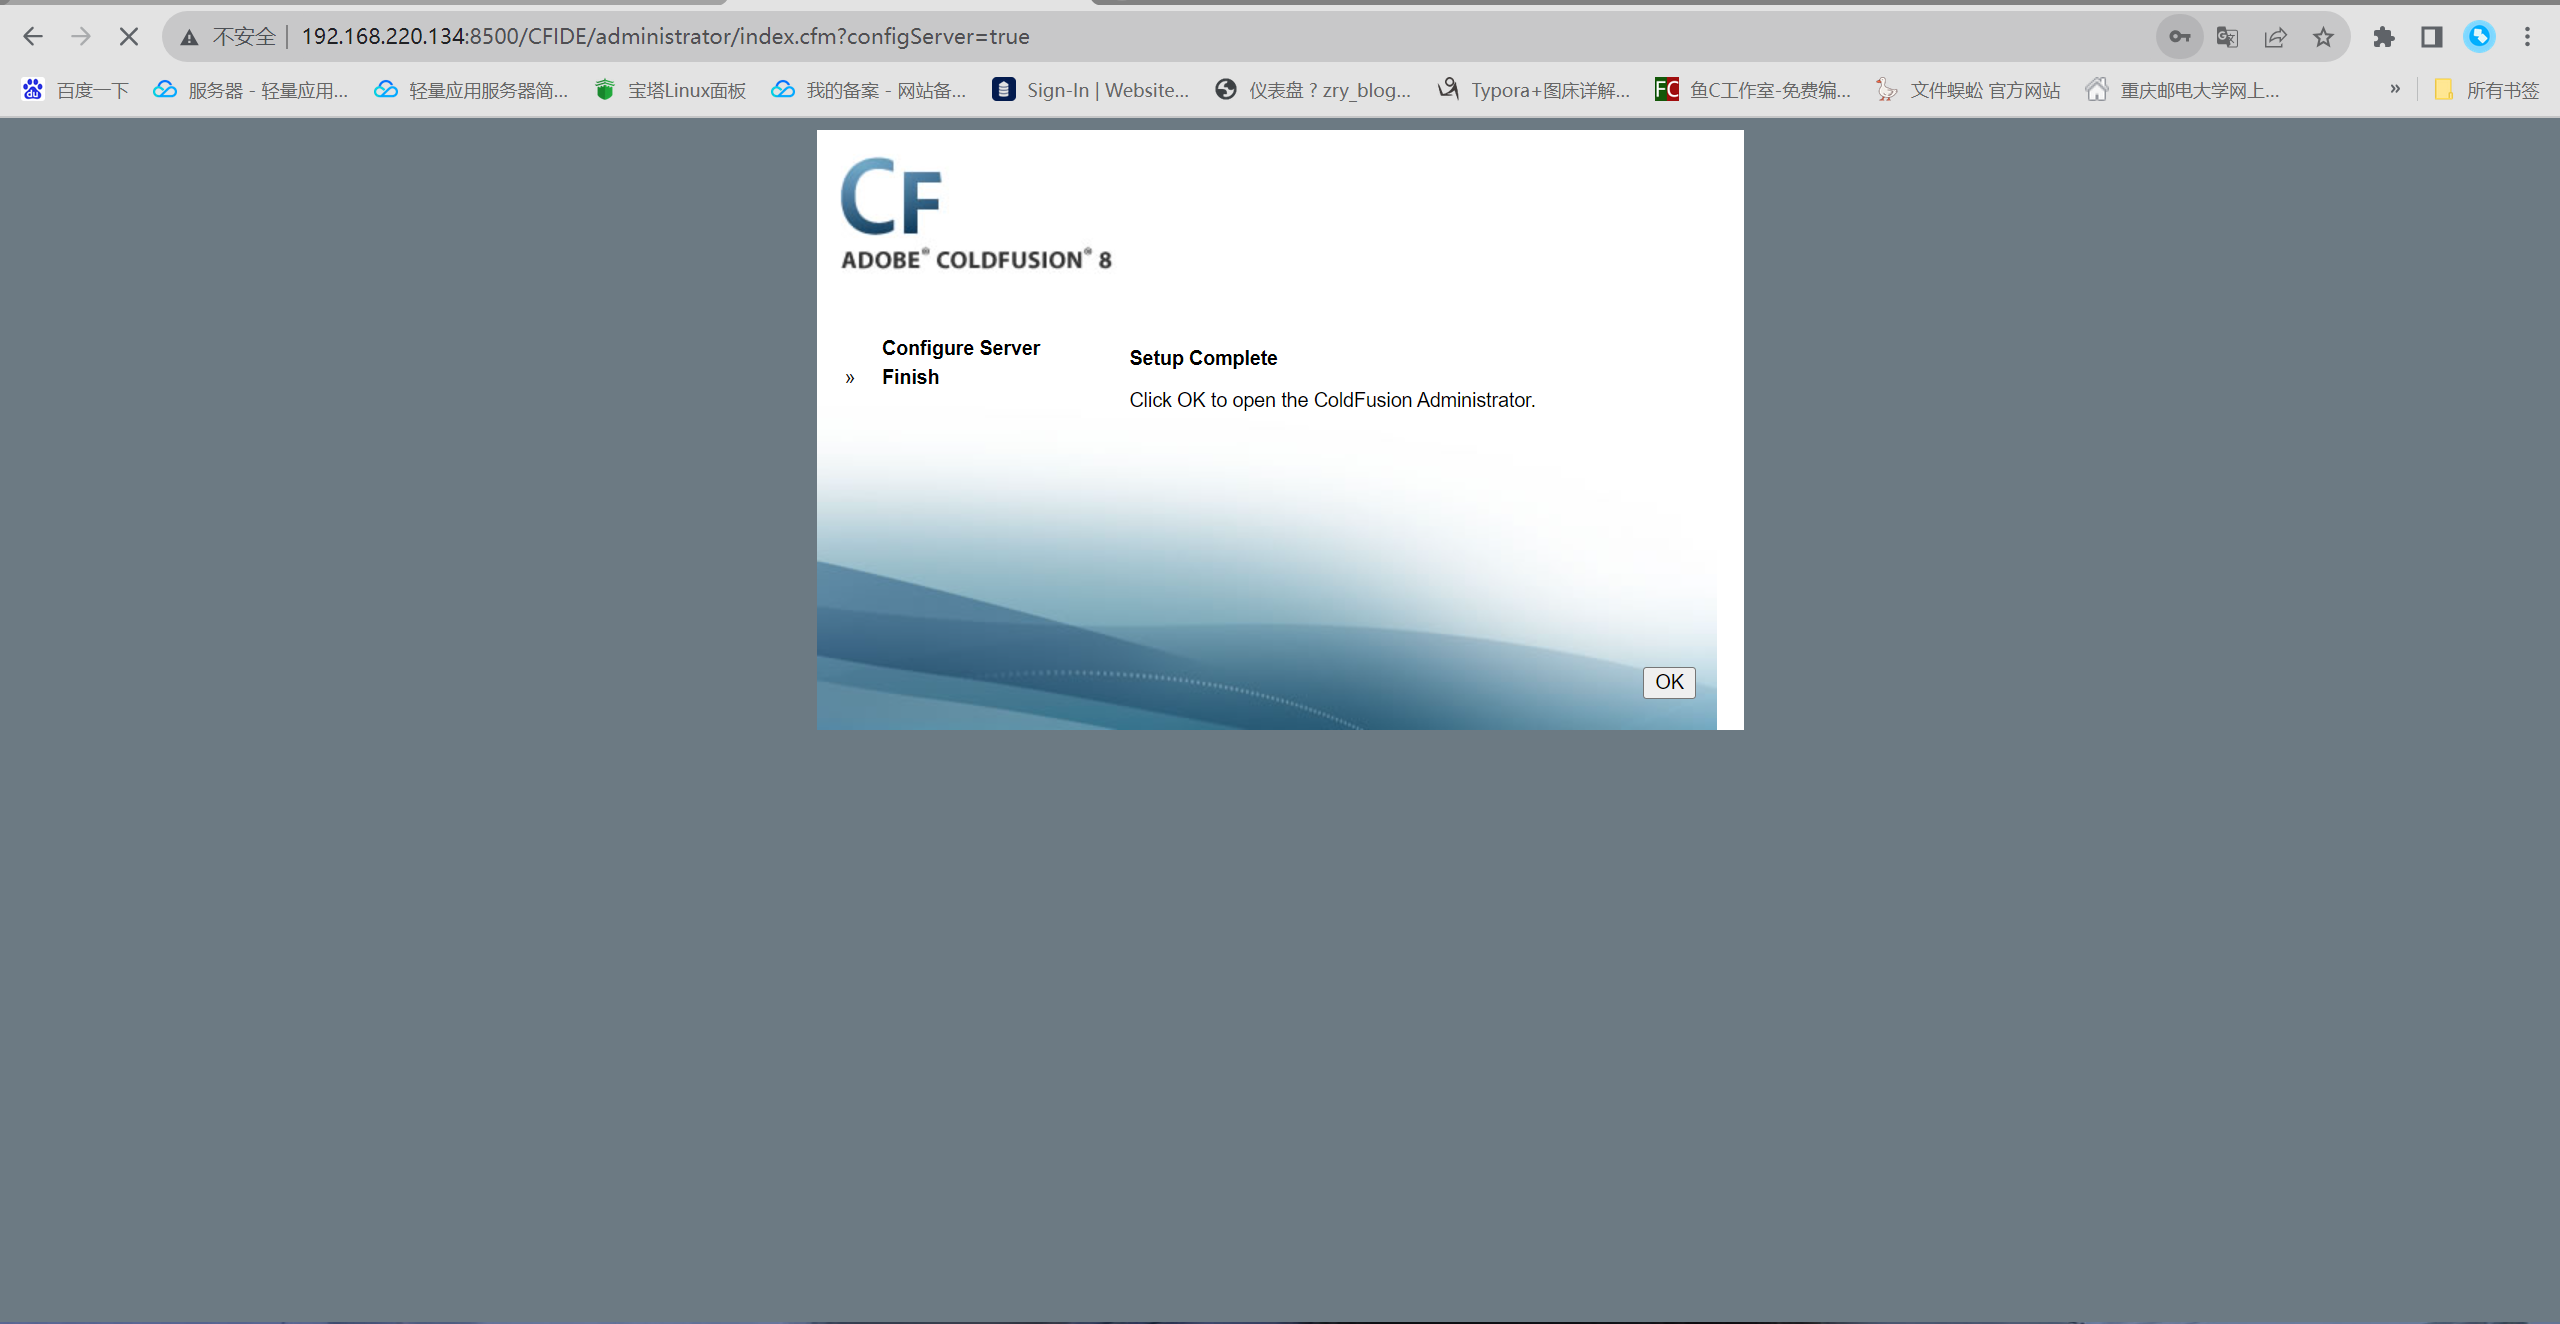 不安全 | 192.168.220.134:8500/CFIDE/administrator/index.cfm?configServer=true
百度一下 服务器 - 轻量应用... 轻量应用服务器简... 宝塔Linux面板 我的备案 - 网站备... Sign-In | Website... 仪表盘 ? zry_blog... Typora+图床详解... FC 鱼C工作室-免费编... 文件蜈蚣 官方网站 重庆邮电大学网上... » 所有书签
CF
ADOBE® COLDFUSION® 8
Configure Server
» Finish
Setup Complete
Click OK to open the ColdFusion Administrator.
OK